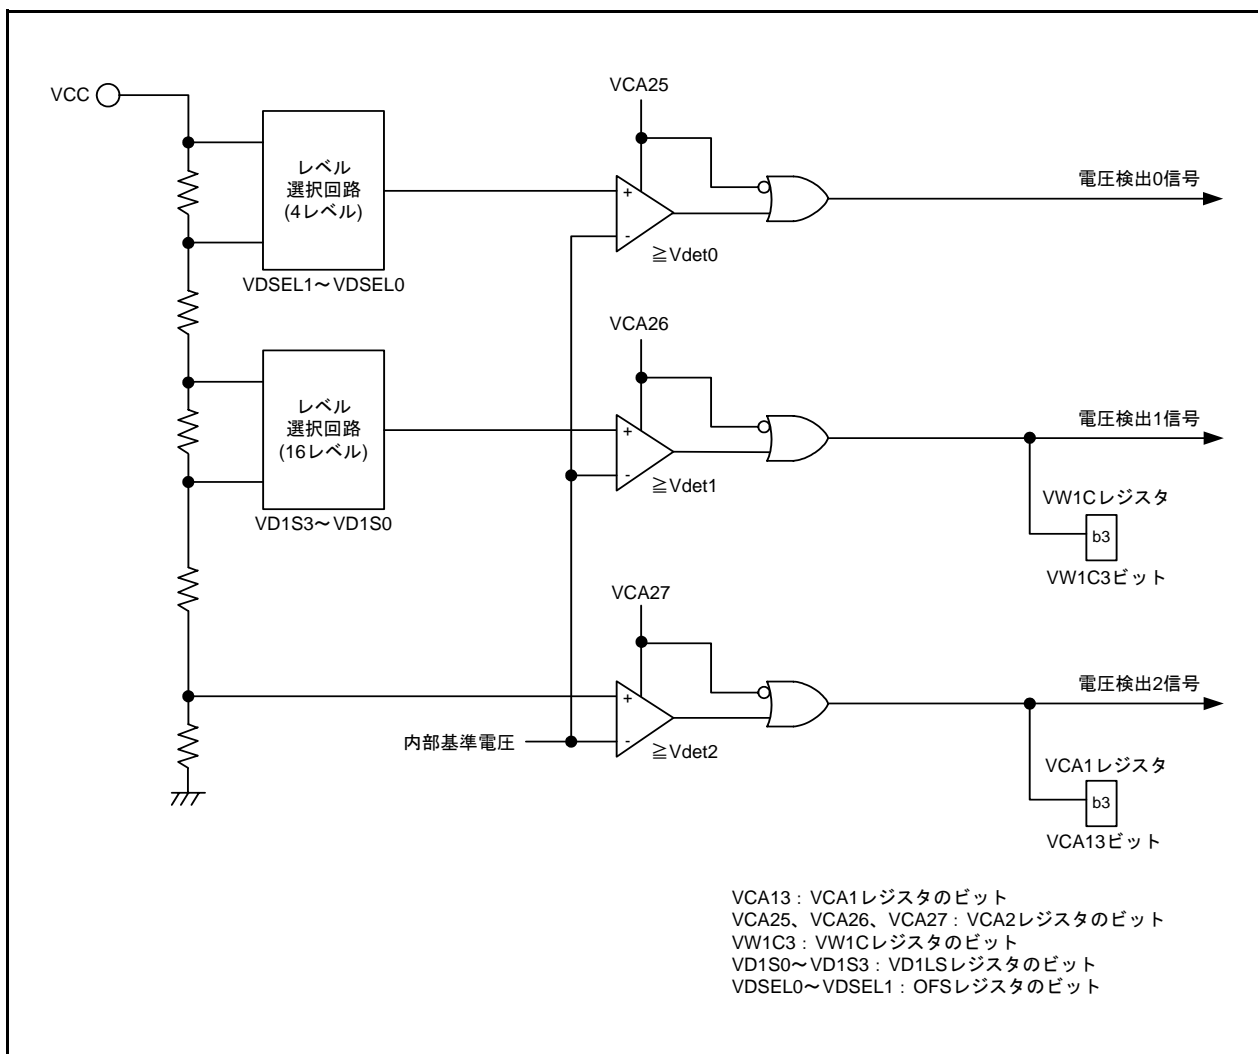 VCC
レベル
選択回路
(4レベル)
VDSEL1～VDSEL0
VCA25
+
-
≧Vdet0
電圧検出0信号
レベル
選択回路
(16レベル)
VD1S3～VD1S0
VCA26
+
-
≧Vdet1
電圧検出1信号
VW1Cレジスタ
b3
VW1C3ビット
VCA27
+
-
≧Vdet2
内部基準電圧
電圧検出2信号
VCA1レジスタ
b3
VCA13ビット
VCA13 : VCA1レジスタのビット
VCA25、VCA26、VCA27 : VCA2レジスタのビット
VW1C3 : VW1Cレジスタのビット
VD1S0～VD1S3 : VD1LSレジスタのビット
VDSEL0～VDSEL1 : OFSレジスタのビット